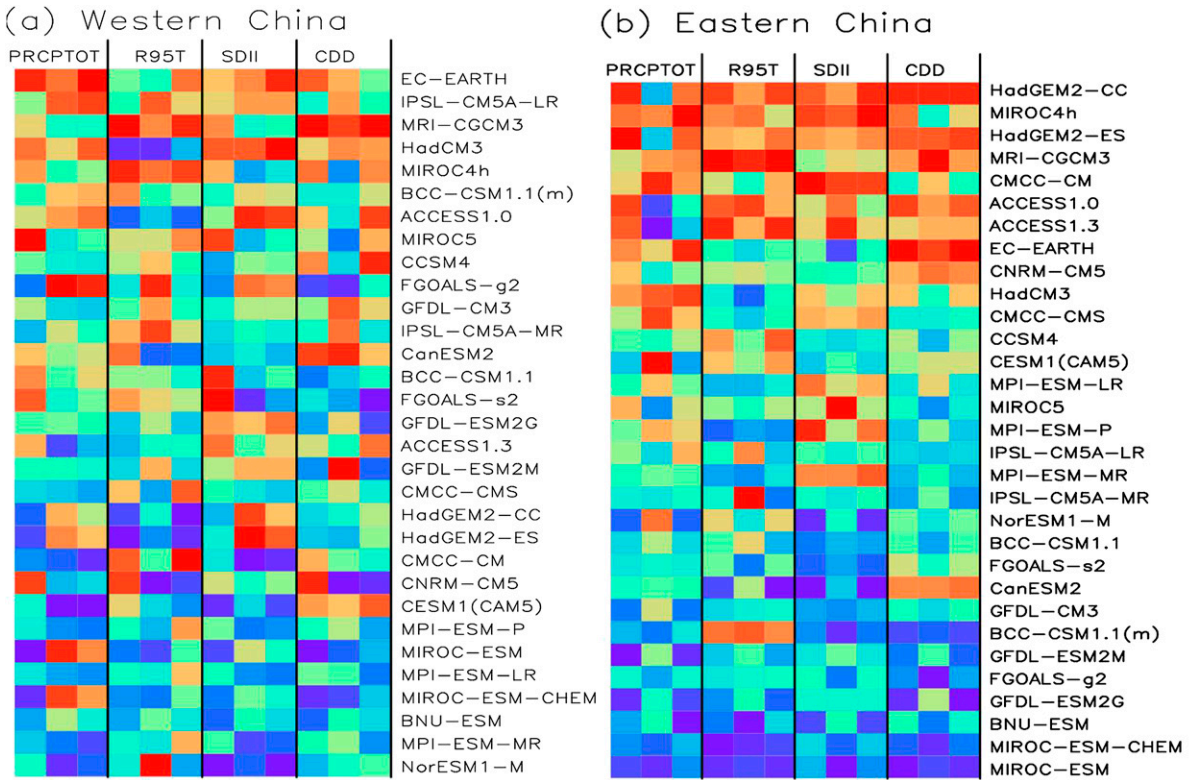 (a) Western China
PRCPTOT R95T SDII CDD
EC-EARTH
IPSL-CM5A-LR
MRI-CGCM3
HadCM3
MIROC4h
BCC-CSM1.1(m)
ACCESS1.0
MIROC5
CCSM4
FGOALS-g2
GFDL-CM3
IPSL-CM5A-MR
CanESM2
BCC-CSM1.1
FGOALS-s2
GFDL-ESM2G
ACCESS1.3
GFDL-ESM2M
CMCC-CMS
HadGEM2-CC
HadGEM2-ES
CMCC-CM
CNRM-CM5
CESM1(CAM5)
MPI-ESM-P
MIROC-ESM
MPI-ESM-LR
MIROC-ESM-CHEM
BNU-ESM
MPI-ESM-MR
NorESM1-M
(b) Eastern China
PRCPTOT R95T SDII CDD
HadGEM2-CC
MIROC4h
HadGEM2-ES
MRI-CGCM3
CMCC-CM
ACCESS1.0
ACCESS1.3
EC-EARTH
CNRM-CM5
HadCM3
CMCC-CMS
CCSM4
CESM1(CAM5)
MPI-ESM-LR
MIROC5
MPI-ESM-P
IPSL-CM5A-LR
MPI-ESM-MR
IPSL-CM5A-MR
NorESM1-M
BCC-CSM1.1
FGOALS-s2
CanESM2
GFDL-CM3
BCC-CSM1.1(m)
GFDL-ESM2M
FGOALS-g2
GFDL-ESM2G
BNU-ESM
MIROC-ESM-CHEM
MIROC-ESM